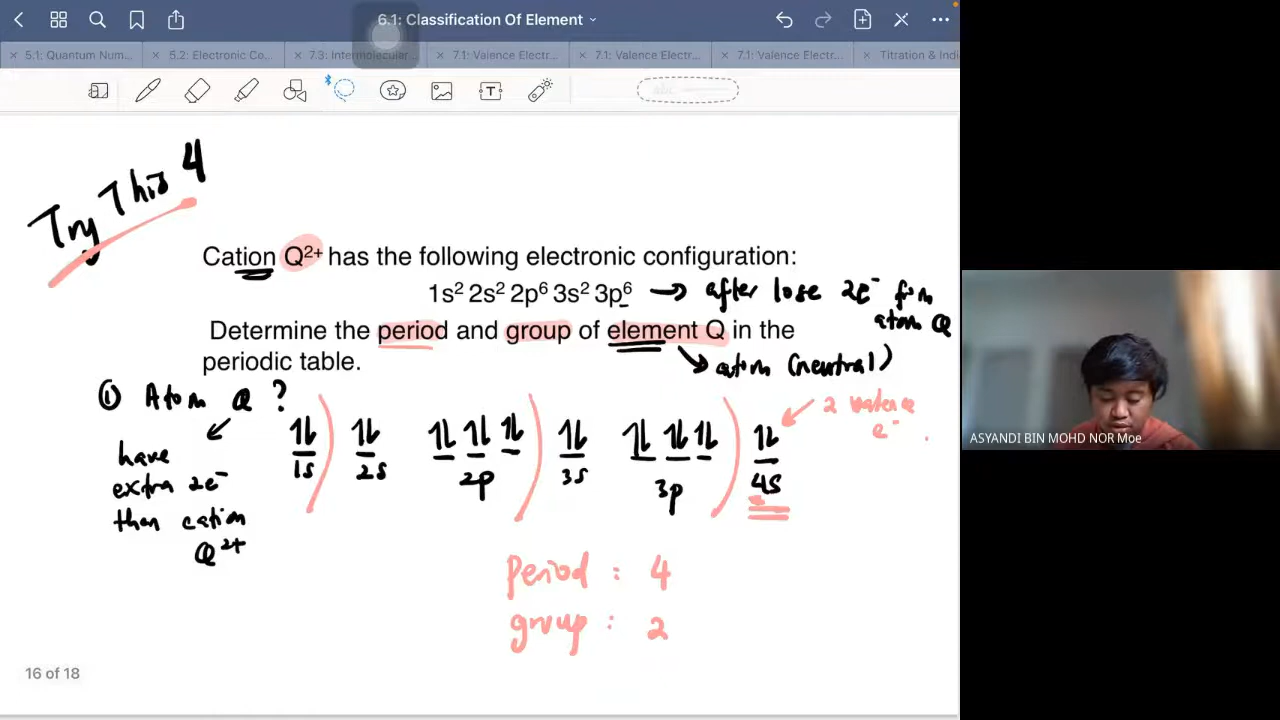 6.1: Classification Of Element
5.1: Quantum Num...
5.2: Electronic Co...
7.3: Intermolecular
7.1: Valence Electr...
7.1: Valence Electr...
7.1: Valence Electr...
Titration & Indi
Try This 4
Cation Q²⁺ has the following electronic configuration:
1s² 2s² 2p⁶ 3s² 3p⁶ → after lose 2e⁻ from
atom Q
Determine the period and group of element Q in the
periodic table.
→ atom (neutral)
① Atom Q ?
have
extra 2e⁻
than cation
Q²⁺
2 valence
e⁻
1s 2s 2p 3s 3p 4s
Period : 4
group : 2
16 of 18
ASYANDI BIN MOHD NOR Moe